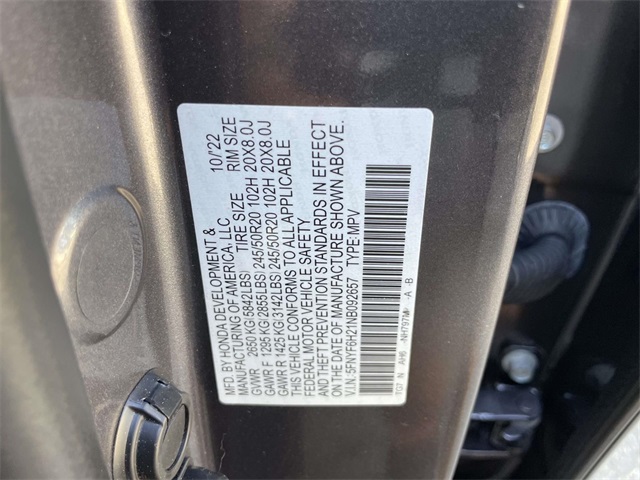 MFD. BY HONDA DEVELOPMENT & 10/22
MANUFACTURING OF AMERICA, LLC
TIRE SIZE RIM SIZE
GVWR 2650 KG(5842LBS)
GAWR F 1295 KG(2855LBS) 245/50R20 102H 20X8.0J
GAWR R 1425 KG(3142LBS) 245/50R20 102H 20X8.0J
THIS VEHICLE CONFORMS TO ALL APPLICABLE
FEDERAL MOTOR VEHICLE SAFETY
AND THEFT PREVENTION STANDARDS IN EFFECT
ON THE DATE OF MANUFACTURE SHOWN ABOVE.
V.I.N. 5FNYF6H21NB092657 TYPE:MPV
TG7 N AH6 -A -B